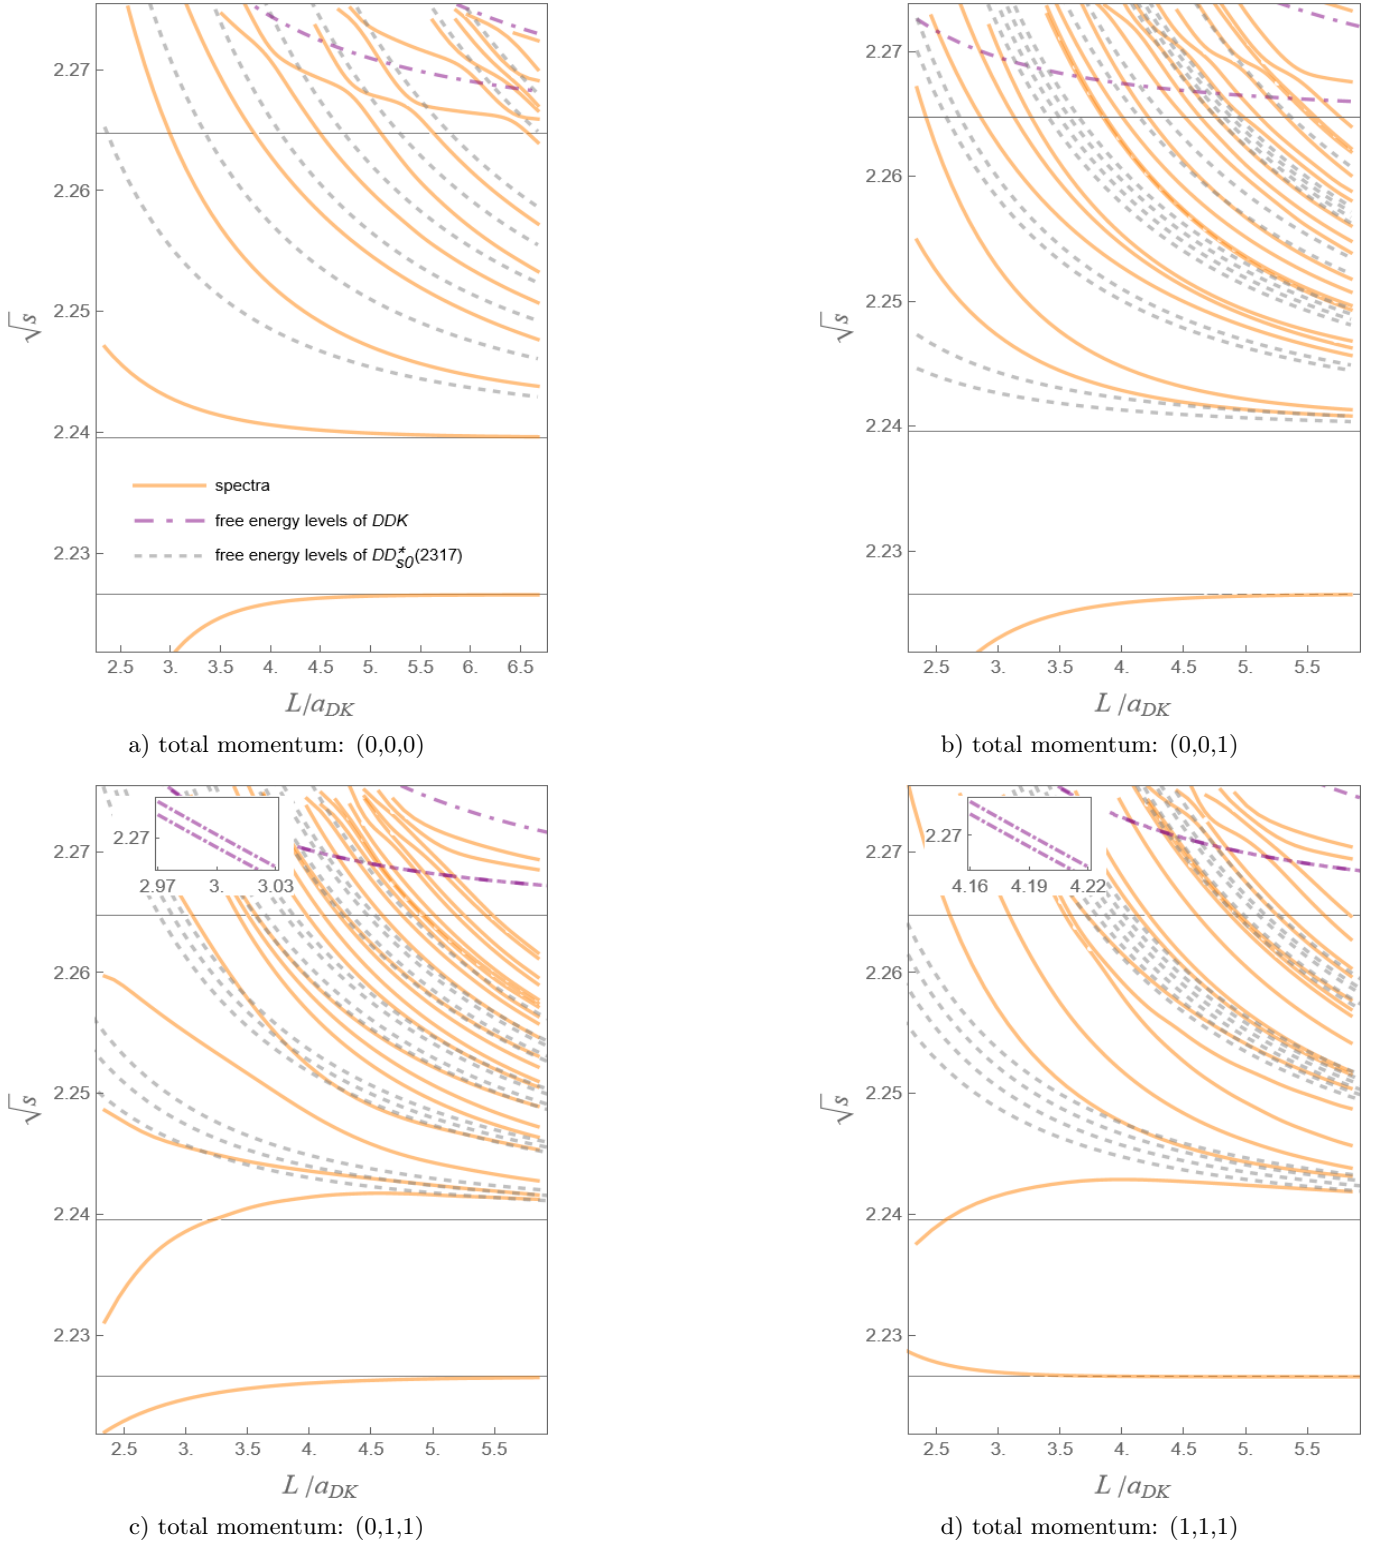 2.27
2.26
2.25
2.24
2.23
√s
spectra
free energy levels of DDK
free energy levels of DD*s0(2317)
2.5 3. 3.5 4. 4.5 5. 5.5 6. 6.5
L/aDK
a) total momentum: (0,0,0)
2.27
2.26
2.25
2.24
2.23
√s
2.5 3.0 3.5 4.0 4.5 5. 5.5
L /aDK
b) total momentum: (0,0,1)
2.27
2.26
2.25
2.24
2.23
√s
2.27
2.97 3. 3.03
2.5 3. 3.5 4. 4.5 5. 5.5
L /aDK
c) total momentum: (0,1,1)
2.27
2.26
2.25
2.24
2.23
√s
2.27
4.16 4.19 4.22
2.5 3.0 3.5 4.0 4.5 5. 5.5
L /aDK
d) total momentum: (1,1,1)